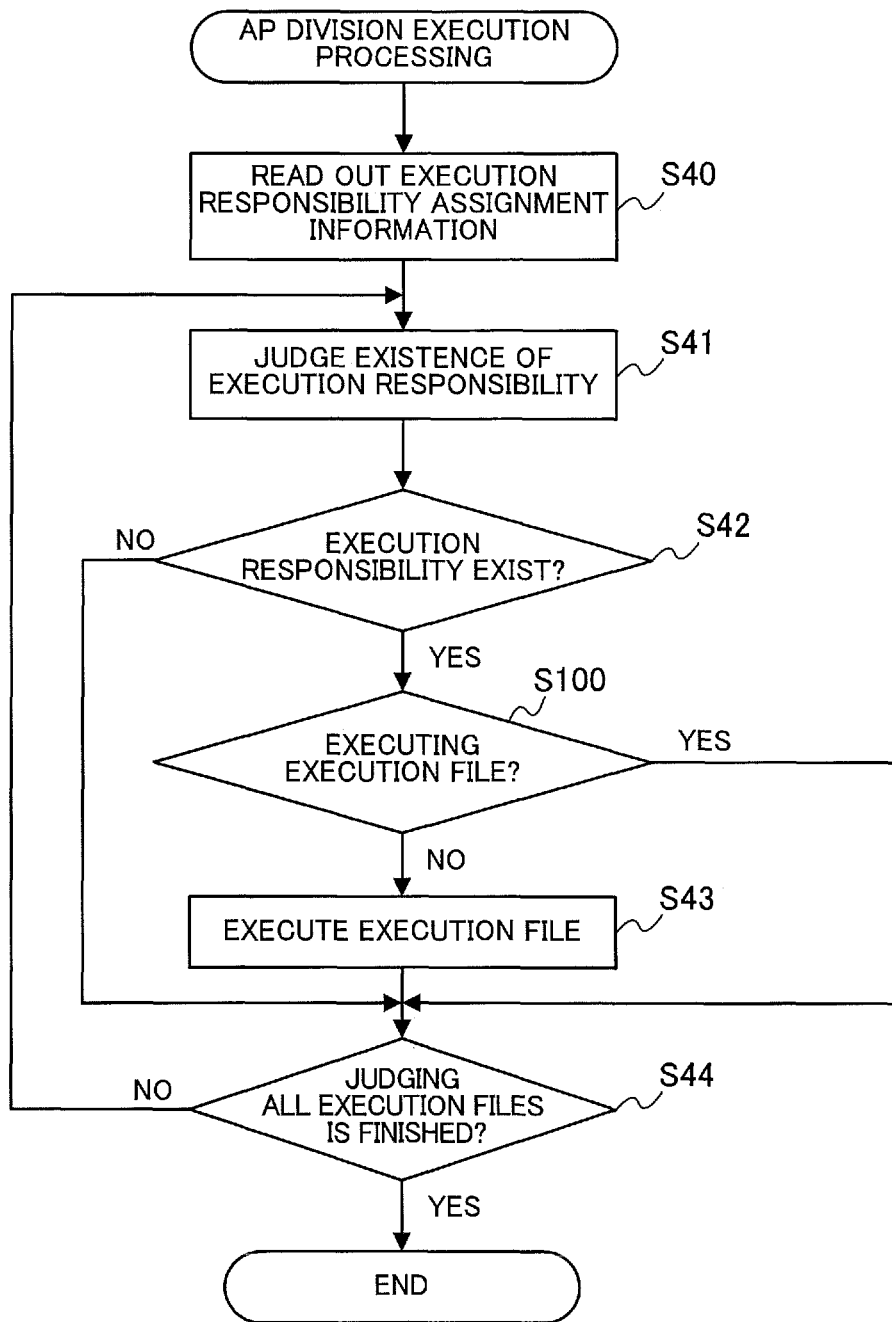 AP DIVISION EXECUTION
PROCESSING
READ OUT EXECUTION
RESPONSIBILITY ASSIGNMENT
INFORMATION
S40
JUDGE EXISTENCE OF
EXECUTION RESPONSIBILITY
S41
NO
EXECUTION
RESPONSIBILITY EXIST?
S42
YES
S100
EXECUTING
EXECUTION FILE?
YES
NO
EXECUTE EXECUTION FILE
S43
NO
JUDGING
ALL EXECUTION FILES
IS FINISHED?
S44
YES
END